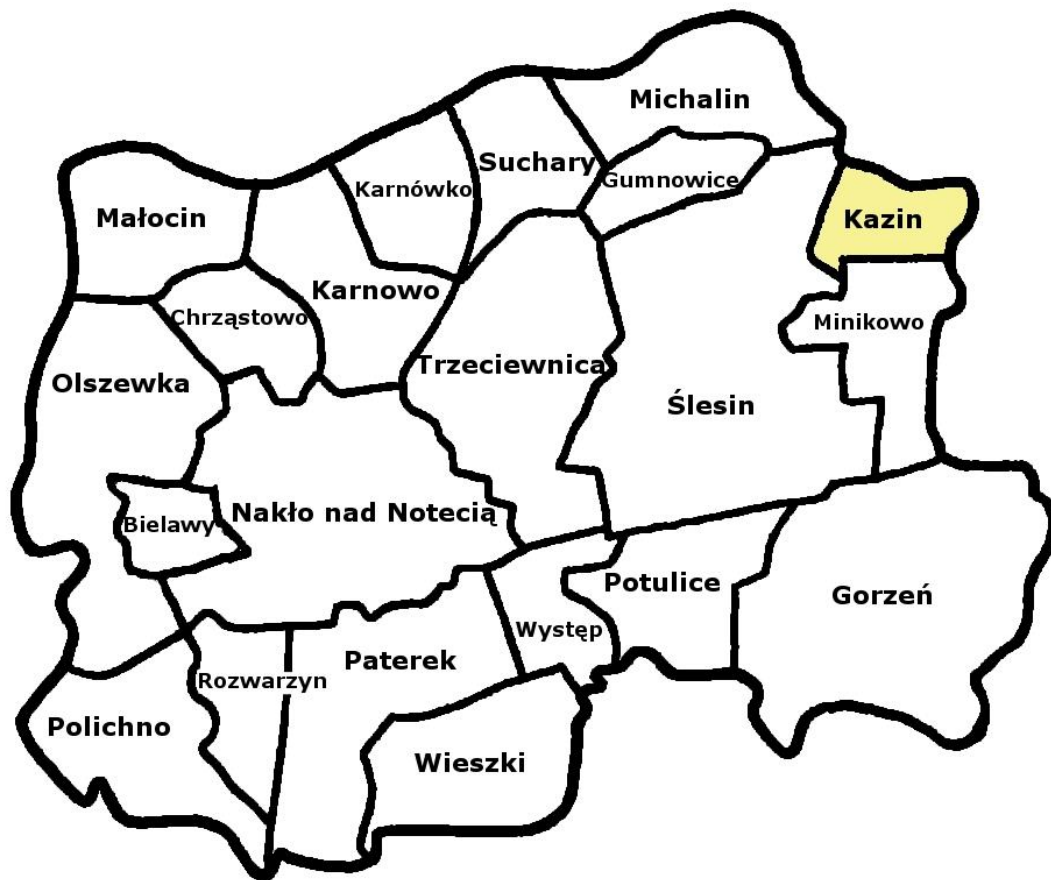 Michalin
Suchary
Gumnowice
Karnówko
Małocin
Kazin
Karnowo
Chrząstowo
Minikowo
Trzeciewnica
Olszewka
Ślesin
Nakło nad Notecią
Bielawy
Potulice
Gorzeń
Występ
Paterek
Rozwarzyn
Polichno
Wieszki